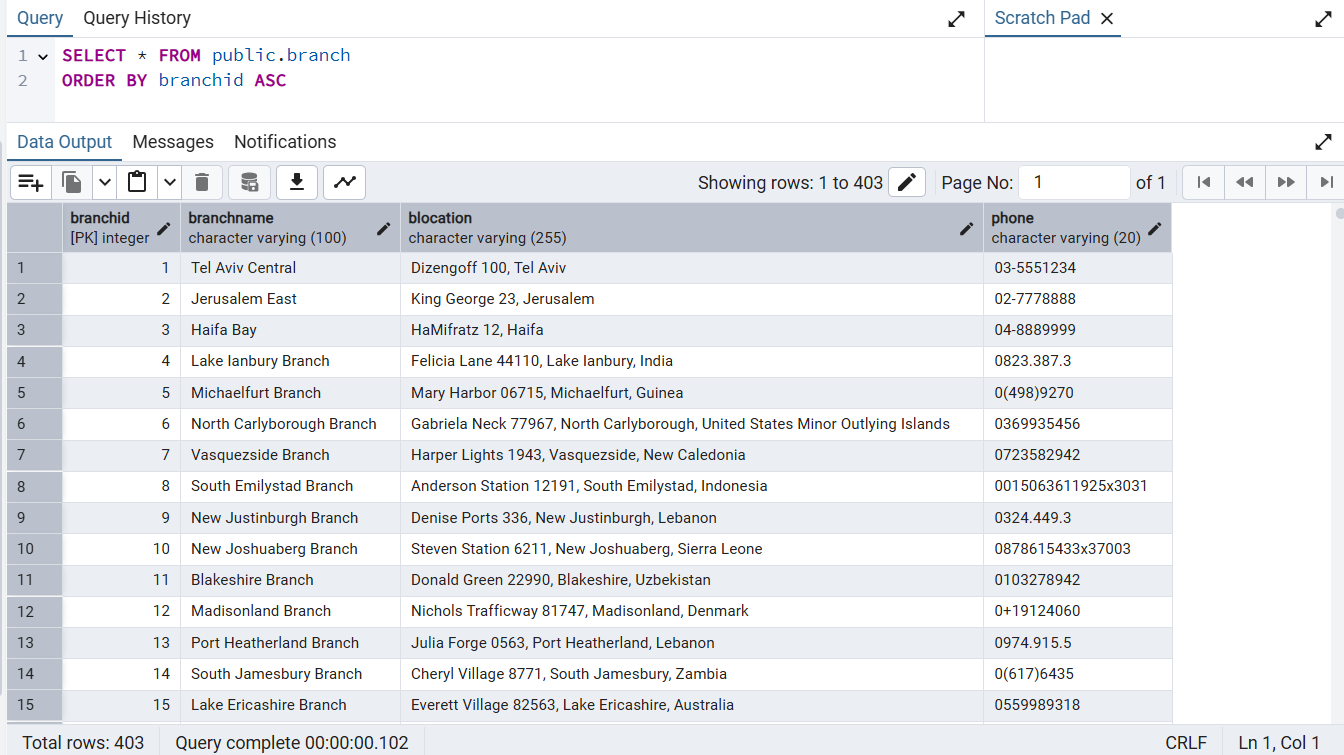 Query Query History Scratch Pad
1 SELECT * FROM public.branch
2 ORDER BY branchid ASC
Data Output Messages Notifications
Showing rows: 1 to 403 Page No: 1 of 1
branchid branchname blocation phone
[PK] integer character varying (100) character varying (255) character varying (20)
1 1 Tel Aviv Central Dizengoff 100, Tel Aviv 03-5551234
2 2 Jerusalem East King George 23, Jerusalem 02-7778888
3 3 Haifa Bay HaMifratz 12, Haifa 04-8889999
4 4 Lake Ianbury Branch Felicia Lane 44110, Lake Ianbury, India 0823.387.3
5 5 Michaelfurt Branch Mary Harbor 06715, Michaelfurt, Guinea 0(498)9270
6 6 North Carlyborough Branch Gabriela Neck 77967, North Carlyborough, United States Minor Outlying Islands 0369935456
7 7 Vasquezside Branch Harper Lights 1943, Vasquezside, New Caledonia 0723582942
8 8 South Emilystad Branch Anderson Station 12191, South Emilystad, Indonesia 0015063611925x3031
9 9 New Justinburgh Branch Denise Ports 336, New Justinburgh, Lebanon 0324.449.3
10 10 New Joshuaberg Branch Steven Station 6211, New Joshuaberg, Sierra Leone 0878615433x37003
11 11 Blakeshire Branch Donald Green 22990, Blakeshire, Uzbekistan 0103278942
12 12 Madisonland Branch Nichols Trafficway 81747, Madisonland, Denmark 0+19124060
13 13 Port Heatherland Branch Julia Forge 0563, Port Heatherland, Lebanon 0974.915.5
14 14 South Jamesbury Branch Cheryl Village 8771, South Jamesbury, Zambia 0(617)6435
15 15 Lake Ericashire Branch Everett Village 82563, Lake Ericashire, Australia 0559989318
Total rows: 403 Query complete 00:00:00.102 CRLF Ln 1, Col 1